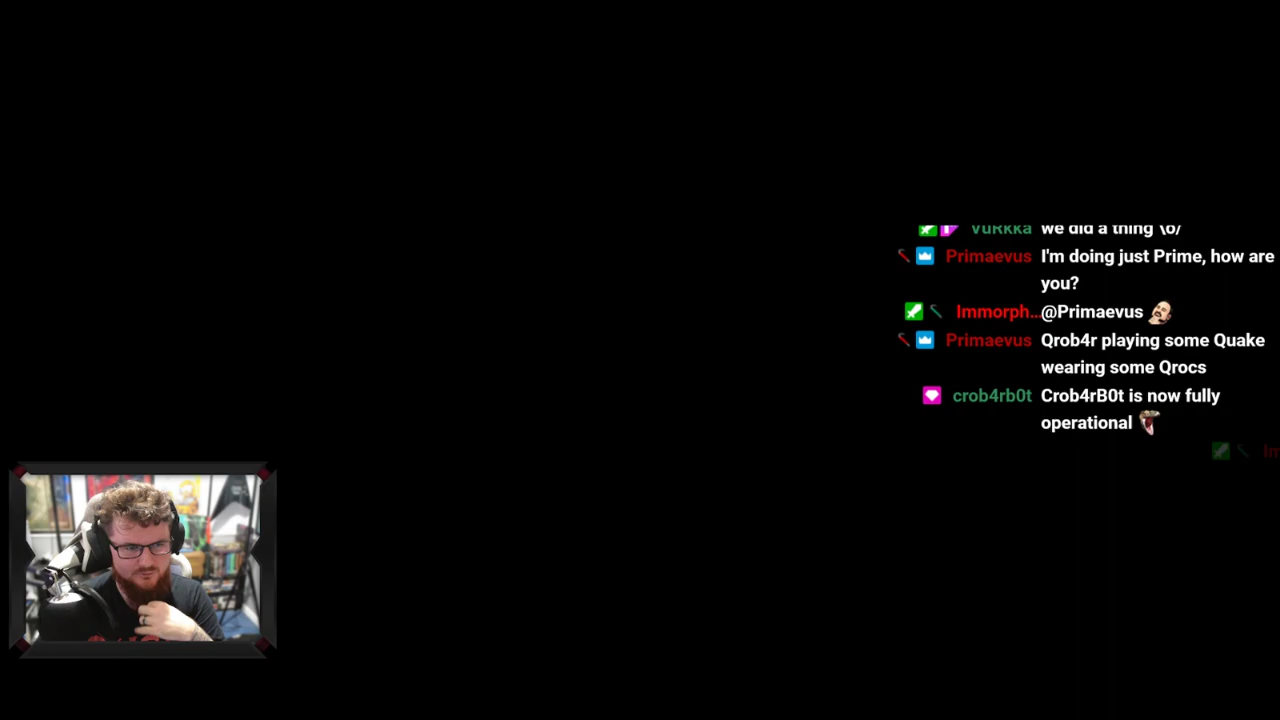 VuRkka we did a thing \o/
Primaevus I'm doing just Prime, how are
you?
Immorph... @Primaevus
Primaevus Qrob4r playing some Quake
wearing some Qrocs
crob4rb0t Crob4rB0t is now fully
operational
Im